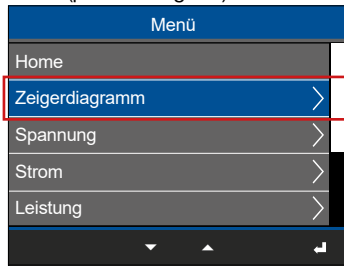 Menü
Home
Zeigerdiagramm
Spannung
Strom
Leistung